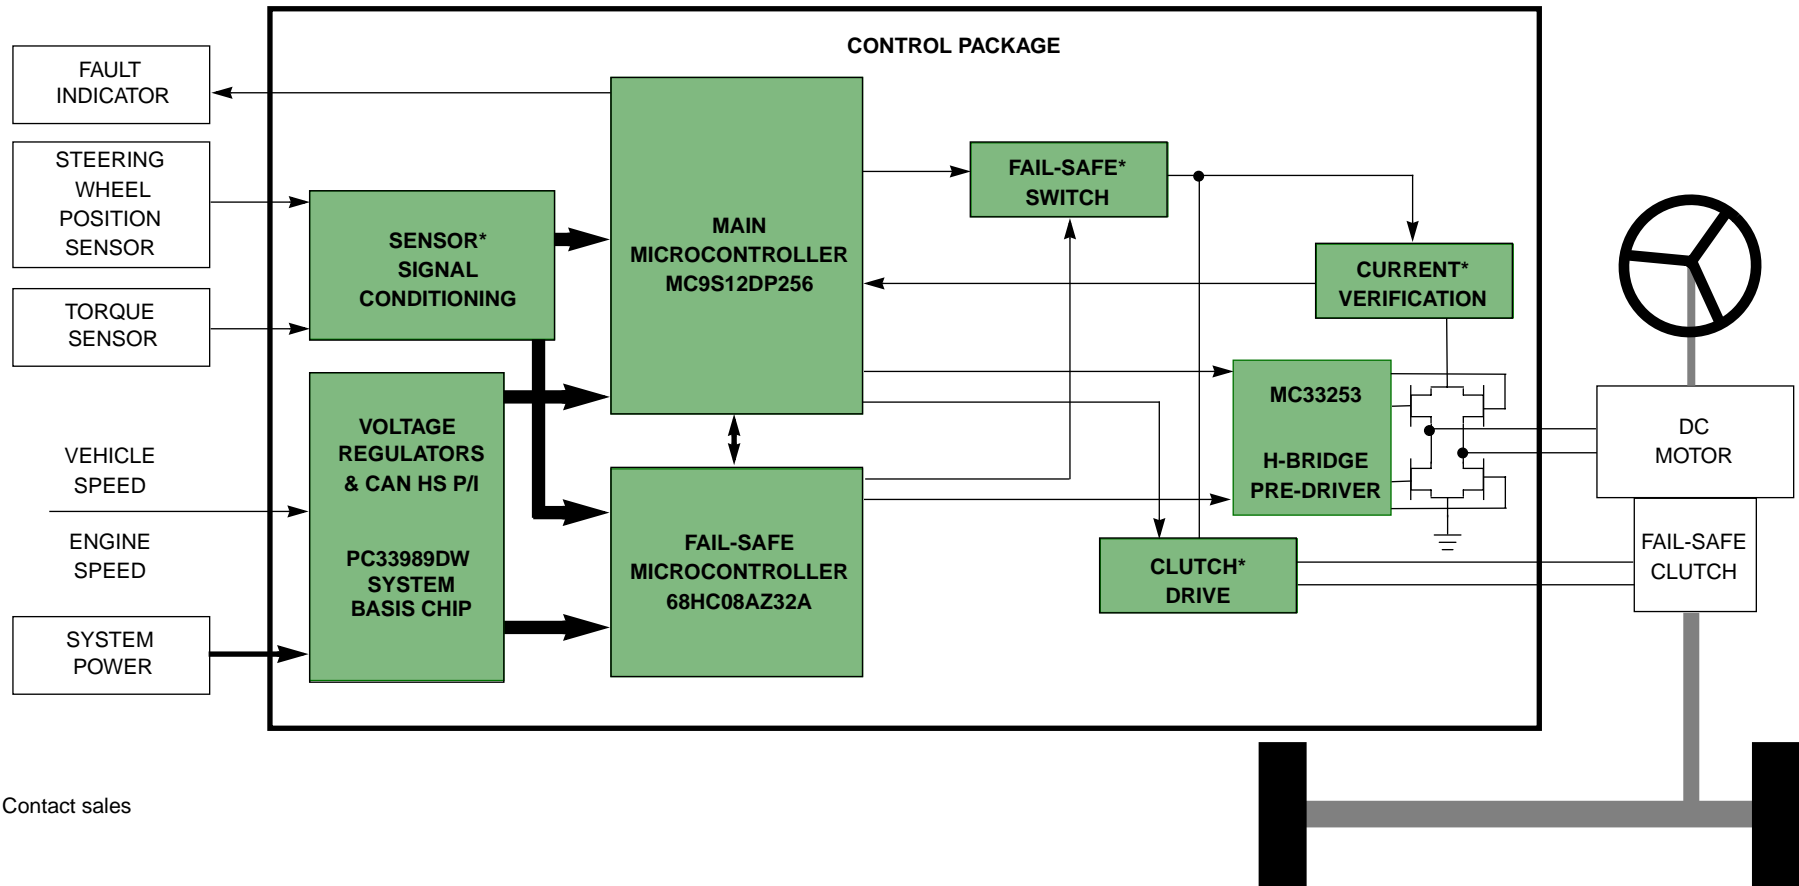 CONTROL PACKAGE
FAULT
INDICATOR
STEERING
WHEEL
POSITION
SENSOR
TORQUE
SENSOR
VEHICLE
SPEED
ENGINE
SPEED
SYSTEM
POWER
SENSOR*
SIGNAL
CONDITIONING
VOLTAGE
REGULATORS
& CAN HS P/I
PC33989DW
SYSTEM
BASIS CHIP
MAIN
MICROCONTROLLER
MC9S12DP256
FAIL-SAFE
MICROCONTROLLER
68HC08AZ32A
FAIL-SAFE*
SWITCH
CURRENT*
VERIFICATION
MC33253
H-BRIDGE
PRE-DRIVER
CLUTCH*
DRIVE
DC
MOTOR
FAIL-SAFE
CLUTCH
Contact sales